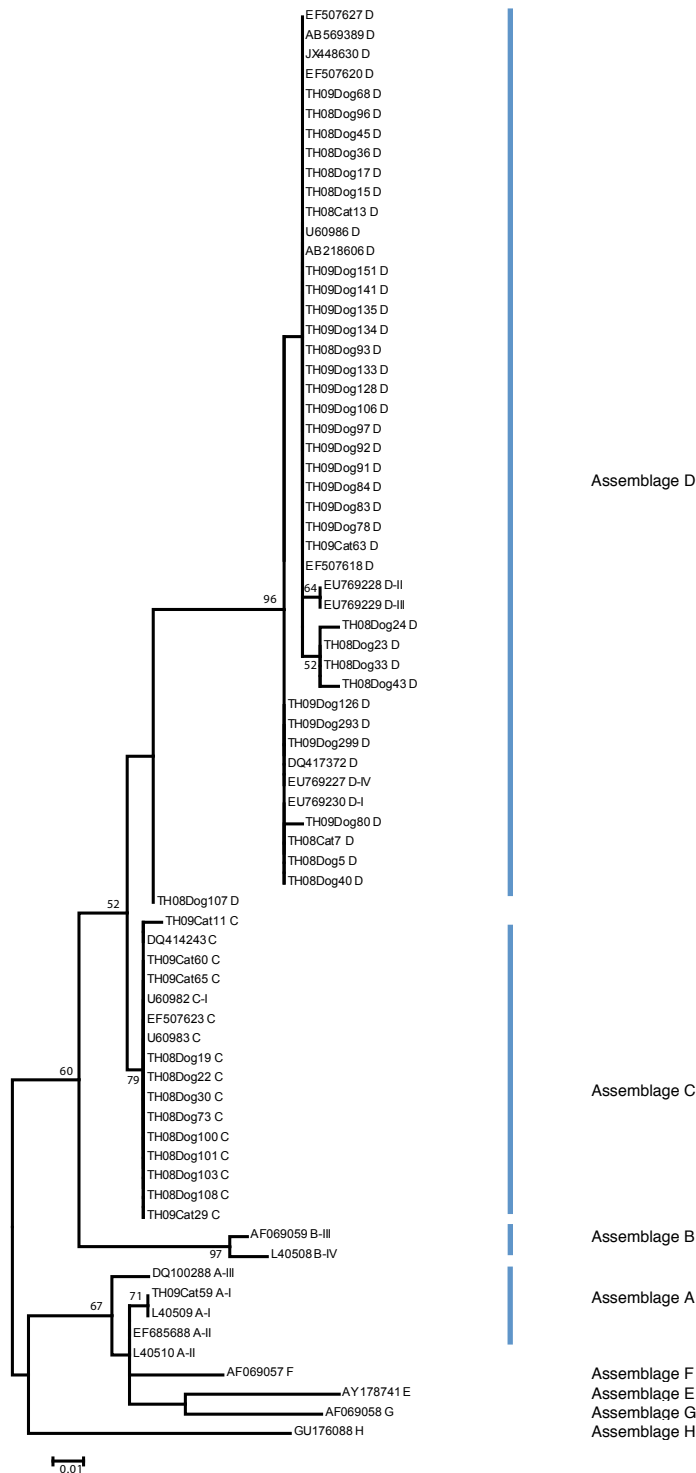 EF507627 D
AB569389 D
JX448630 D
EF507620 D
TH09Dog68 D
TH08Dog96 D
TH08Dog45 D
TH08Dog36 D
TH08Dog17 D
TH08Dog15 D
TH08Cat13 D
U60986 D
AB218606 D
TH09Dog151 D
TH09Dog141 D
TH09Dog135 D
TH09Dog134 D
TH08Dog93 D
TH09Dog133 D
TH09Dog128 D
TH09Dog106 D
TH09Dog97 D
TH09Dog92 D
TH09Dog91 D
Assemblage D
TH09Dog84 D
TH09Dog83 D
TH09Dog78 D
TH09Cat63 D
EF507618 D
64
EU769228 D-II
96
EU769229 D-III
TH08Dog24 D
TH08Dog23 D
52
TH08Dog33 D
TH08Dog43 D
TH09Dog126 D
TH09Dog293 D
TH09Dog299 D
DQ417372 D
EU769227 D-IV
EU769230 D-I
TH09Dog80 D
TH08Cat7 D
TH08Dog5 D
TH08Dog40 D
52
TH08Dog107 D
TH09Cat11 C
DQ414243 C
TH09Cat60 C
TH09Cat65 C
U60982 C-I
EF507623 C
U60983 C
TH08Dog19 C
60
79
TH08Dog22 C
Assemblage C
TH08Dog30 C
TH08Dog73 C
TH08Dog100 C
TH08Dog101 C
TH08Dog103 C
TH08Dog108 C
TH09Cat29 C
AF069059 B-III
Assemblage B
97
L40508 B-IV
DQ100288 A-III
71
TH09Cat59 A-I
Assemblage A
67
L40509 A-I
EF685688 A-II
L40510 A-II
AF069057 F
Assemblage F
AY178741 E
Assemblage E
AF069058 G
Assemblage G
GU176088 H
Assemblage H
0.01